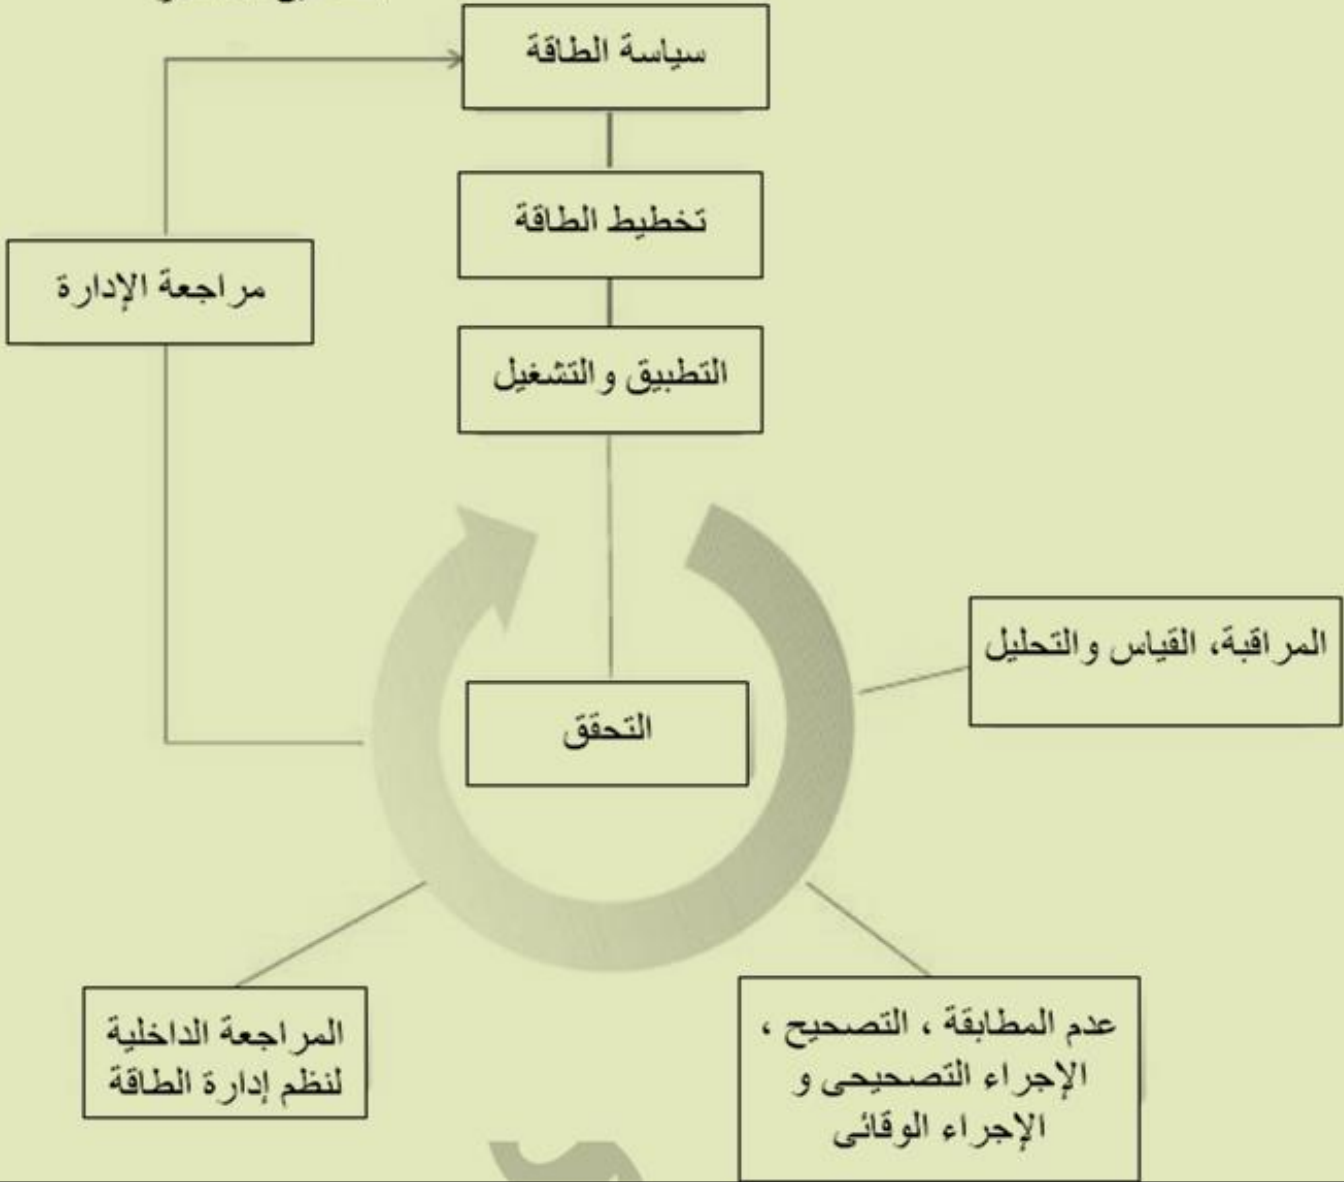 سياسة الطاقة
تخطيط الطاقة
مراجعة الإدارة
التطبيق والتشغيل
المراقبة، القياس والتحليل
التحقق
عدم المطابقة ، التصحيح ،
الإجراء التصحيحى و
الإجراء الوقائى
المراجعة الداخلية
لنظم إدارة الطاقة